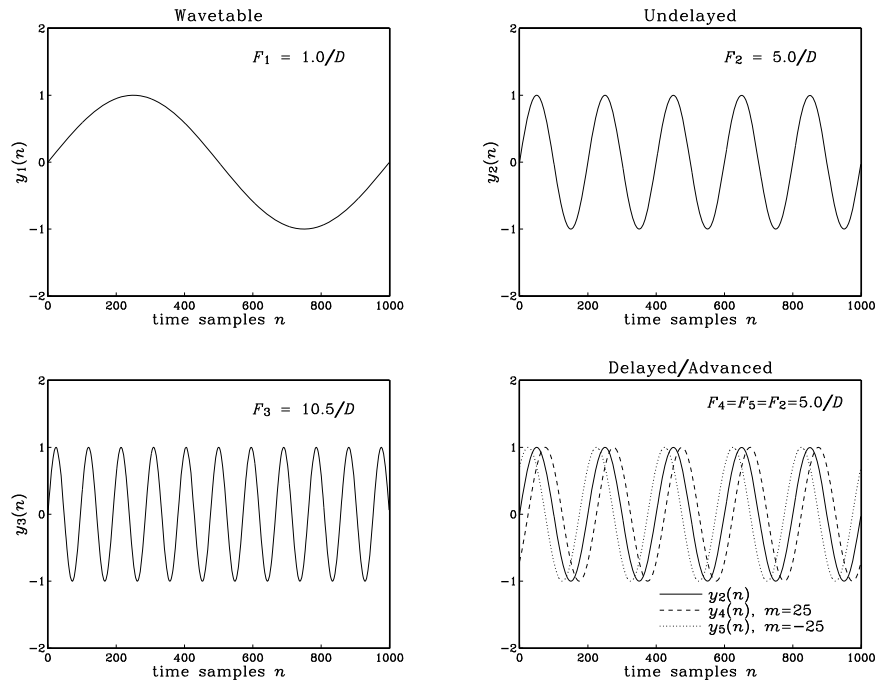 Wavetable
F₁ = 1.0/D
y₁(n)
2
1
0
−1
−2
0 200 400 600 800 1000
time samples n
Undelayed
F₂ = 5.0/D
y₂(n)
2
1
0
−1
−2
0 200 400 600 800 1000
time samples n
F₃ = 10.5/D
y₃(n)
2
1
0
−1
−2
0 200 400 600 800 1000
time samples n
Delayed/Advanced
F₄=F₅=F₂=5.0/D
2
1
0
−1
−2
y₂(n)
y₄(n), m=25
y₅(n), m=−25
0 200 400 600 800 1000
time samples n